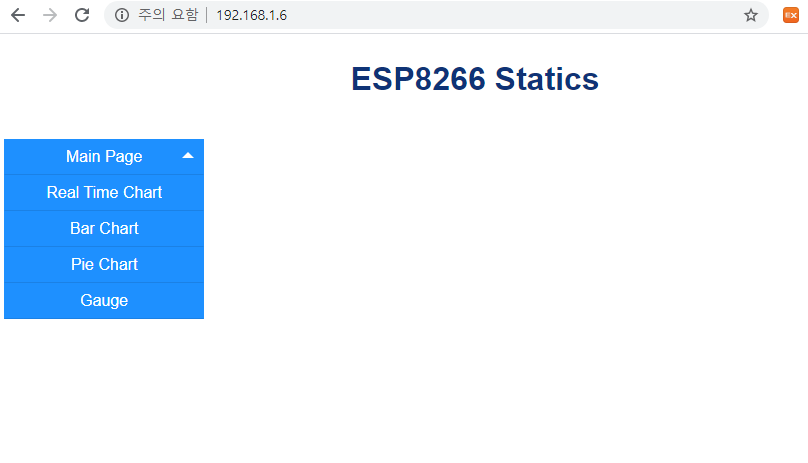 주의 요함 192.168.1.6
ESP8266 Statics
Main Page
Real Time Chart
Bar Chart
Pie Chart
Gauge